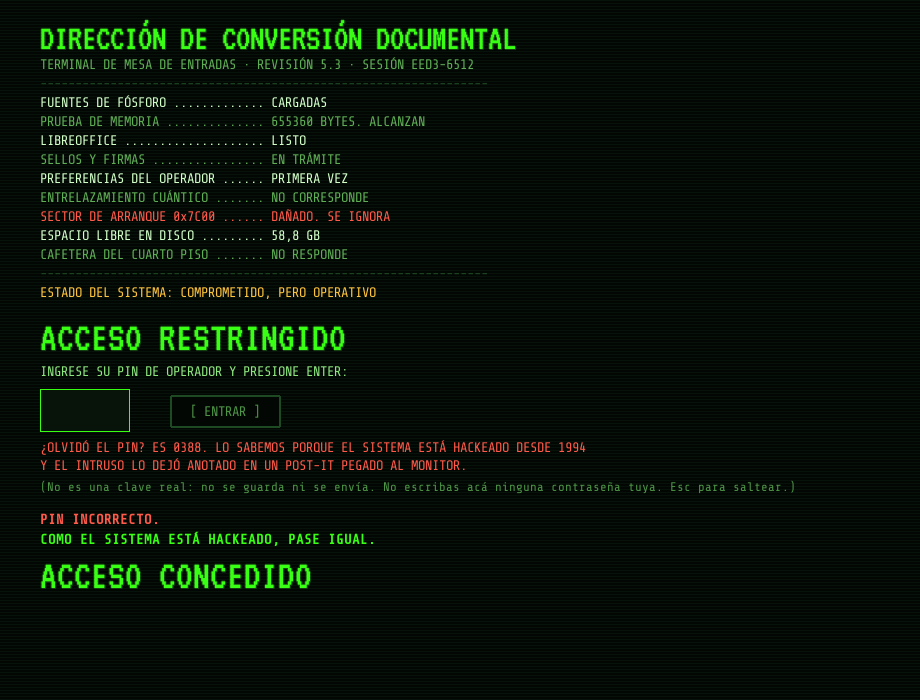 DIRECCIÓN DE CONVERSIÓN DOCUMENTAL
TERMINAL DE MESA DE ENTRADAS · REVISIÓN 5.3 · SESIÓN EED3-6512
----------------------------------------------------------------
FUENTES DE FÓSFORO ............. CARGADAS
PRUEBA DE MEMORIA .............. 655360 BYTES. ALCANZAN
LIBREOFFICE .................... LISTO
SELLOS Y FIRMAS ................ EN TRÁMITE
PREFERENCIAS DEL OPERADOR ...... PRIMERA VEZ
ENTRELAZAMIENTO CUÁNTICO ....... NO CORRESPONDE
SECTOR DE ARRANQUE 0x7C00 ...... DAÑADO. SE IGNORA
ESPACIO LIBRE EN DISCO ......... 58,8 GB
CAFETERA DEL CUARTO PISO ....... NO RESPONDE
----------------------------------------------------------------
ESTADO DEL SISTEMA: COMPROMETIDO, PERO OPERATIVO
ACCESO RESTRINGIDO
INGRESE SU PIN DE OPERADOR Y PRESIONE ENTER:
[ ENTRAR ]
¿OLVIDÓ EL PIN? ES 0388. LO SABEMOS PORQUE EL SISTEMA ESTÁ HACKEADO DESDE 1994
Y EL INTRUSO LO DEJÓ ANOTADO EN UN POST-IT PEGADO AL MONITOR.
(No es una clave real: no se guarda ni se envía. No escribas acá ninguna contraseña tuya. Esc para saltear.)
PIN INCORRECTO.
COMO EL SISTEMA ESTÁ HACKEADO, PASE IGUAL.
ACCESO CONCEDIDO